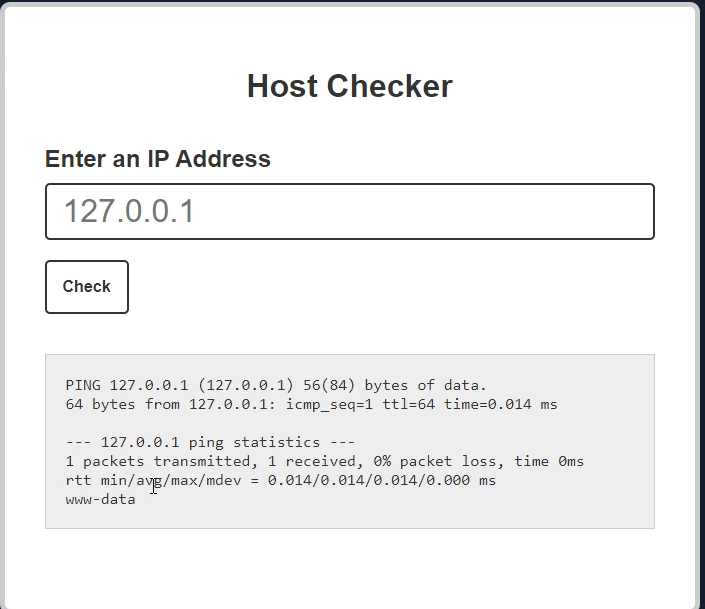 Host Checker
Enter an IP Address
127.0.0.1
Check
PING 127.0.0.1 (127.0.0.1) 56(84) bytes of data.
64 bytes from 127.0.0.1: icmp_seq=1 ttl=64 time=0.014 ms
--- 127.0.0.1 ping statistics ---
1 packets transmitted, 1 received, 0% packet loss, time 0ms
rtt min/avg/max/mdev = 0.014/0.014/0.014/0.000 ms
www-data